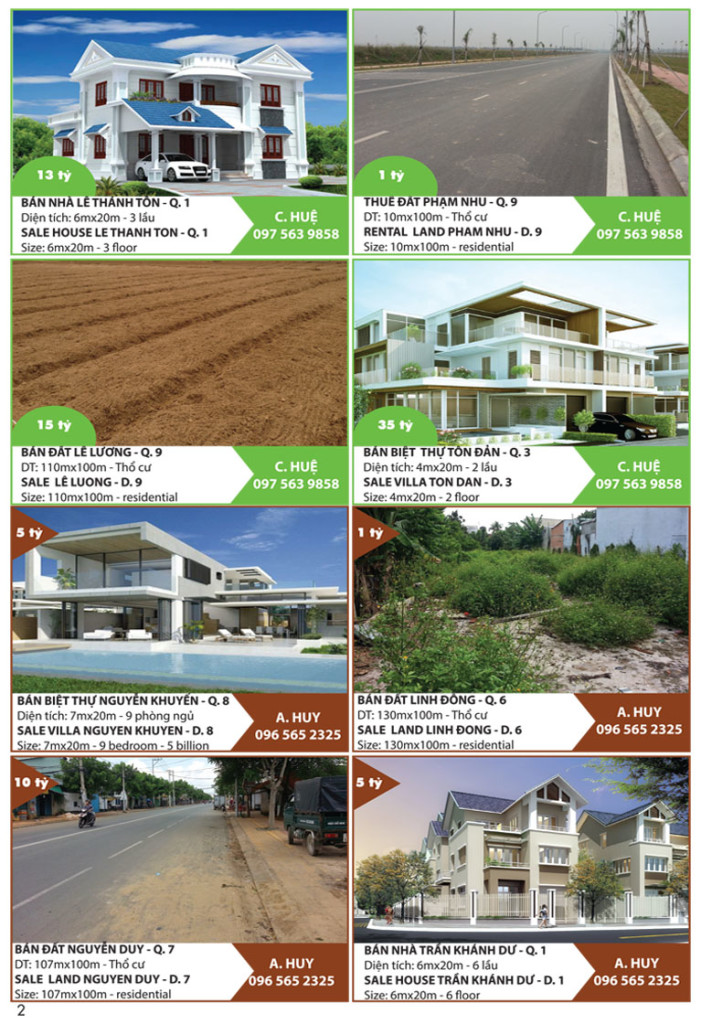 13 tỷ
BÁN NHÀ LÊ THÁNH TÔN - Q. 1
Diện tích: 6mx20m - 3 lầu
SALE HOUSE LE THANH TON - Q. 1
Size: 6mx20m - 3 floor
C. HUỆ
097 563 9858
1 tỷ
THUÊ ĐẤT PHẠM NHU - Q. 9
DT: 10mx100m - Thổ cư
RENTAL LAND PHAM NHU - D. 9
Size: 10mx100m - residential
C. HUỆ
097 563 9858
15 tỷ
BÁN ĐẤT LÊ LƯƠNG - Q. 9
DT: 110mx100m - Thổ cư
SALE LÊ LUONG - D. 9
Size: 110mx100m - residential
C. HUỆ
097 563 9858
35 tỷ
BÁN BIỆT THỰ TÔN ĐẢN - Q. 3
Diện tích: 4mx20m - 2 lầu
SALE VILLA TON DAN - D. 3
Size: 4mx20m - 2 floor
C. HUỆ
097 563 9858
5 tỷ
BÁN BIỆT THỰ NGUYỄN KHUYẾN - Q. 8
Diện tích: 7mx20m - 9 phòng ngủ
SALE VILLA NGUYEN KHUYEN - D. 8
Size: 7mx20m - 9 bedroom - 5 billion
A. HUY
096 565 2325
1 tỷ
BÁN ĐẤT LINH ĐÔNG - Q. 6
DT: 130mx100m - Thổ cư
SALE LAND LINH ĐONG - D. 6
Size: 130mx100m - residential
A. HUY
096 565 2325
10 tỷ
BÁN ĐẤT NGUYỄN DUY - Q. 7
DT: 107mx100m - Thổ cư
SALE LAND NGUYEN DUY - D. 7
Size: 107mx100m - residential
A. HUY
096 565 2325
5 tỷ
BÁN NHÀ TRẦN KHÁNH DƯ - Q. 1
Diện tích: 6mx20m - 6 lầu
SALE HOUSE TRẦN KHÁNH DƯ - D. 1
Size: 6mx20m - 6 floor
A. HUY
096 565 2325
2